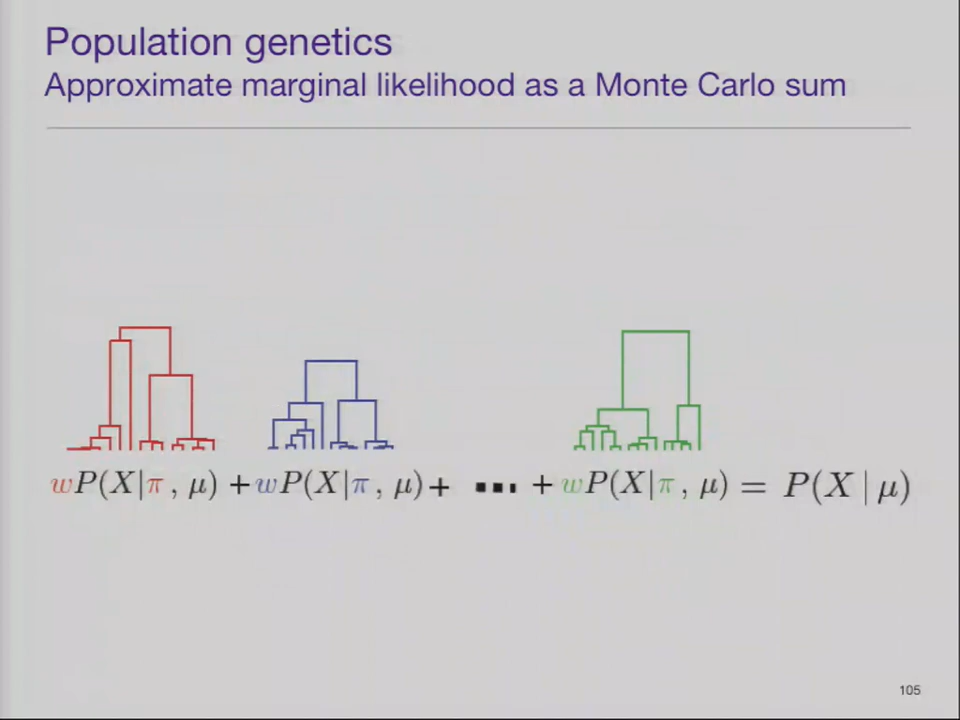 Population genetics
Approximate marginal likelihood as a Monte Carlo sum
wP(X|π, μ) + wP(X|π, μ) + ... + wP(X|π, μ) = P(X | μ)
105